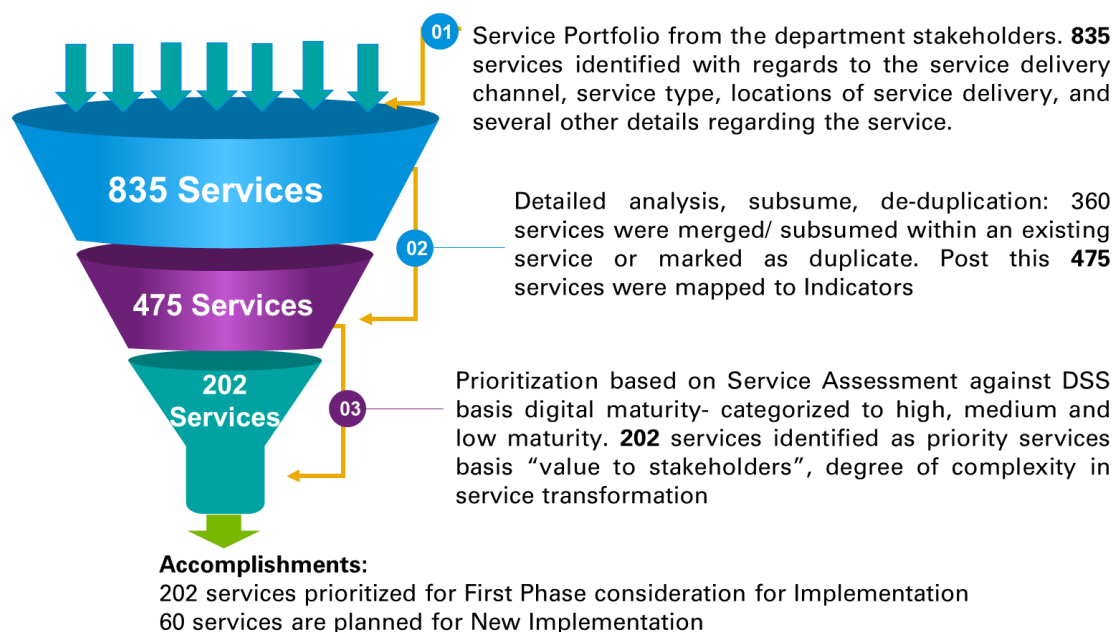 01
Service Portfolio from the department stakeholders. 835
services identified with regards to the service delivery
channel, service type, locations of service delivery, and
several other details regarding the service.
835 Services
02
Detailed analysis, subsume, de-duplication: 360
services were merged/ subsumed within an existing
service or marked as duplicate. Post this 475
services were mapped to Indicators
475 Services
03
Prioritization based on Service Assessment against DSS
basis digital maturity- categorized to high, medium and
low maturity. 202 services identified as priority services
basis “value to stakeholders”, degree of complexity in
service transformation
202
Services
Accomplishments:
202 services prioritized for First Phase consideration for Implementation
60 services are planned for New Implementation